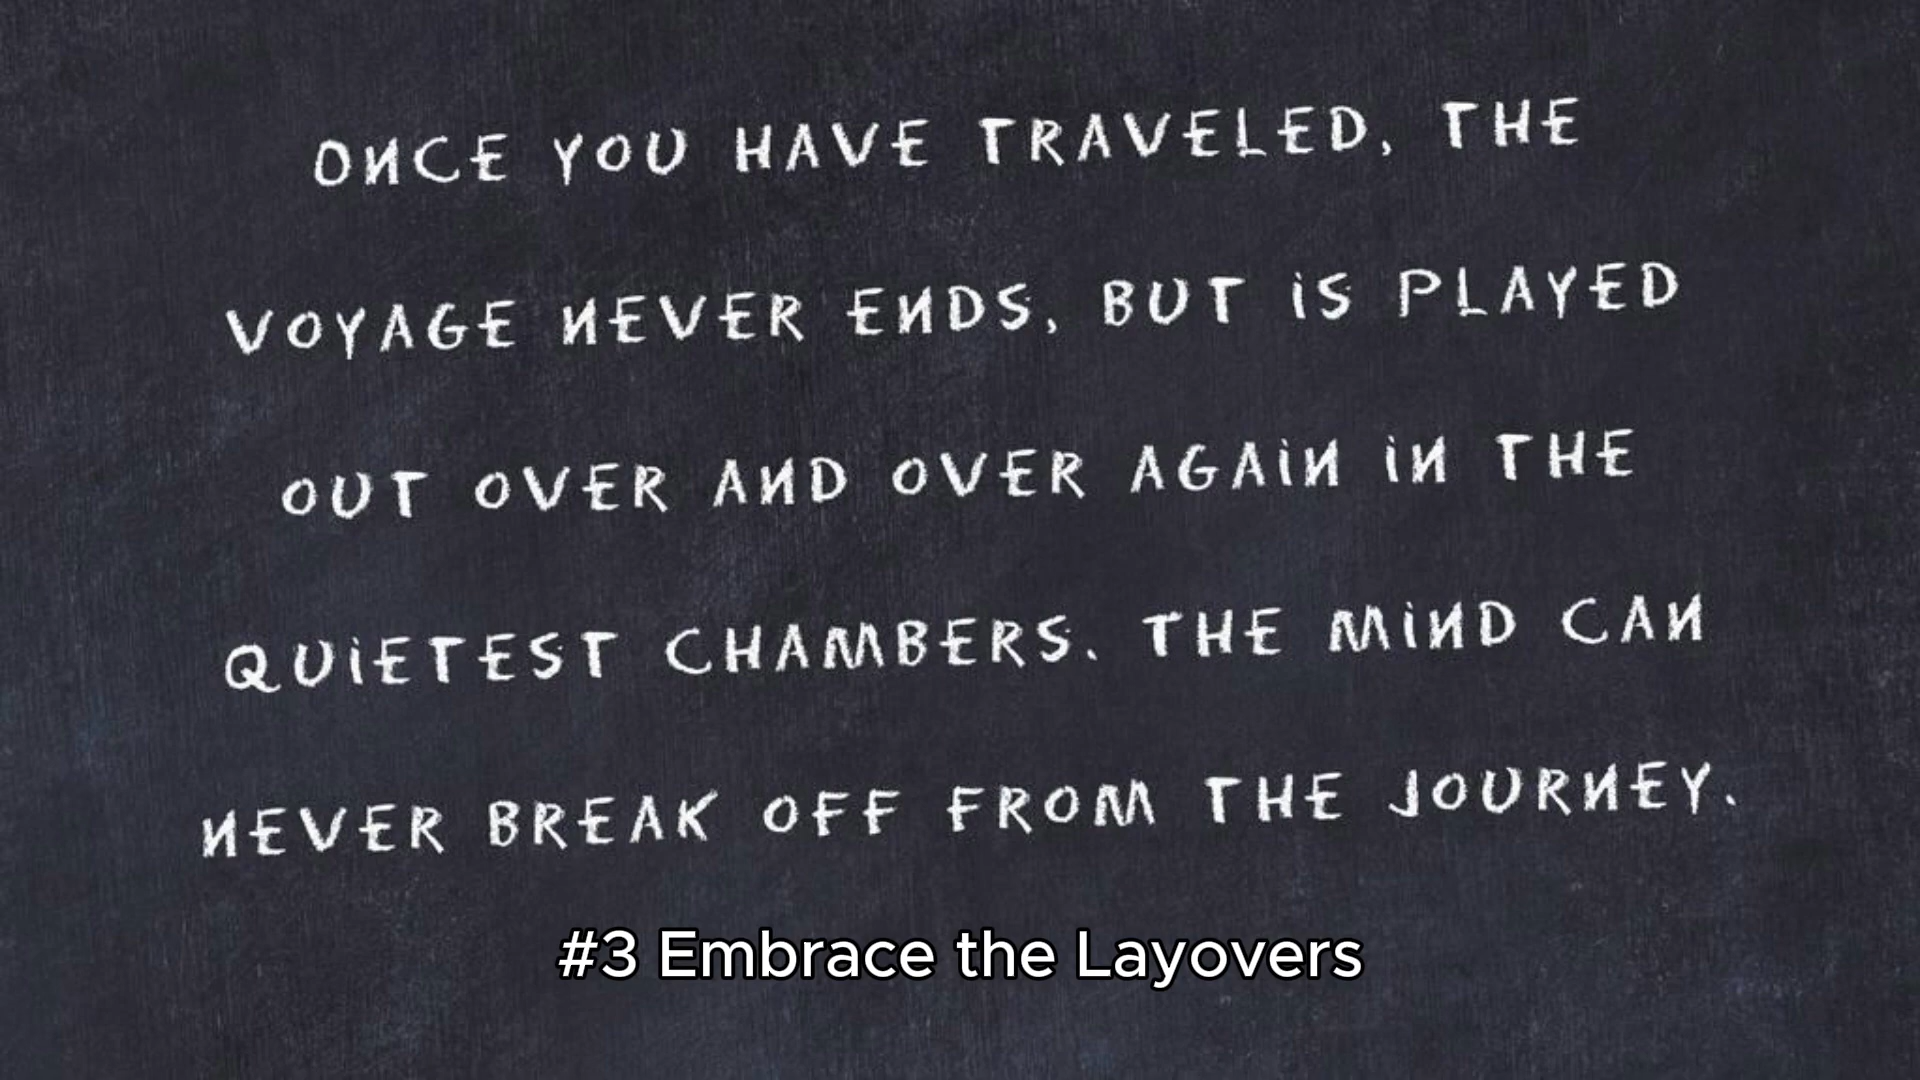 ONCE YOU HAVE TRAVELED, THE
VOYAGE NEVER ENDS, BUT iS PLAYED
OUT OVER AND OVER AGAiN iN THE
QUiETEST CHAMBERS. THE MiND CAN
NEVER BREAK OFF FROM THE JOURNEY.
#3 Embrace the Layovers